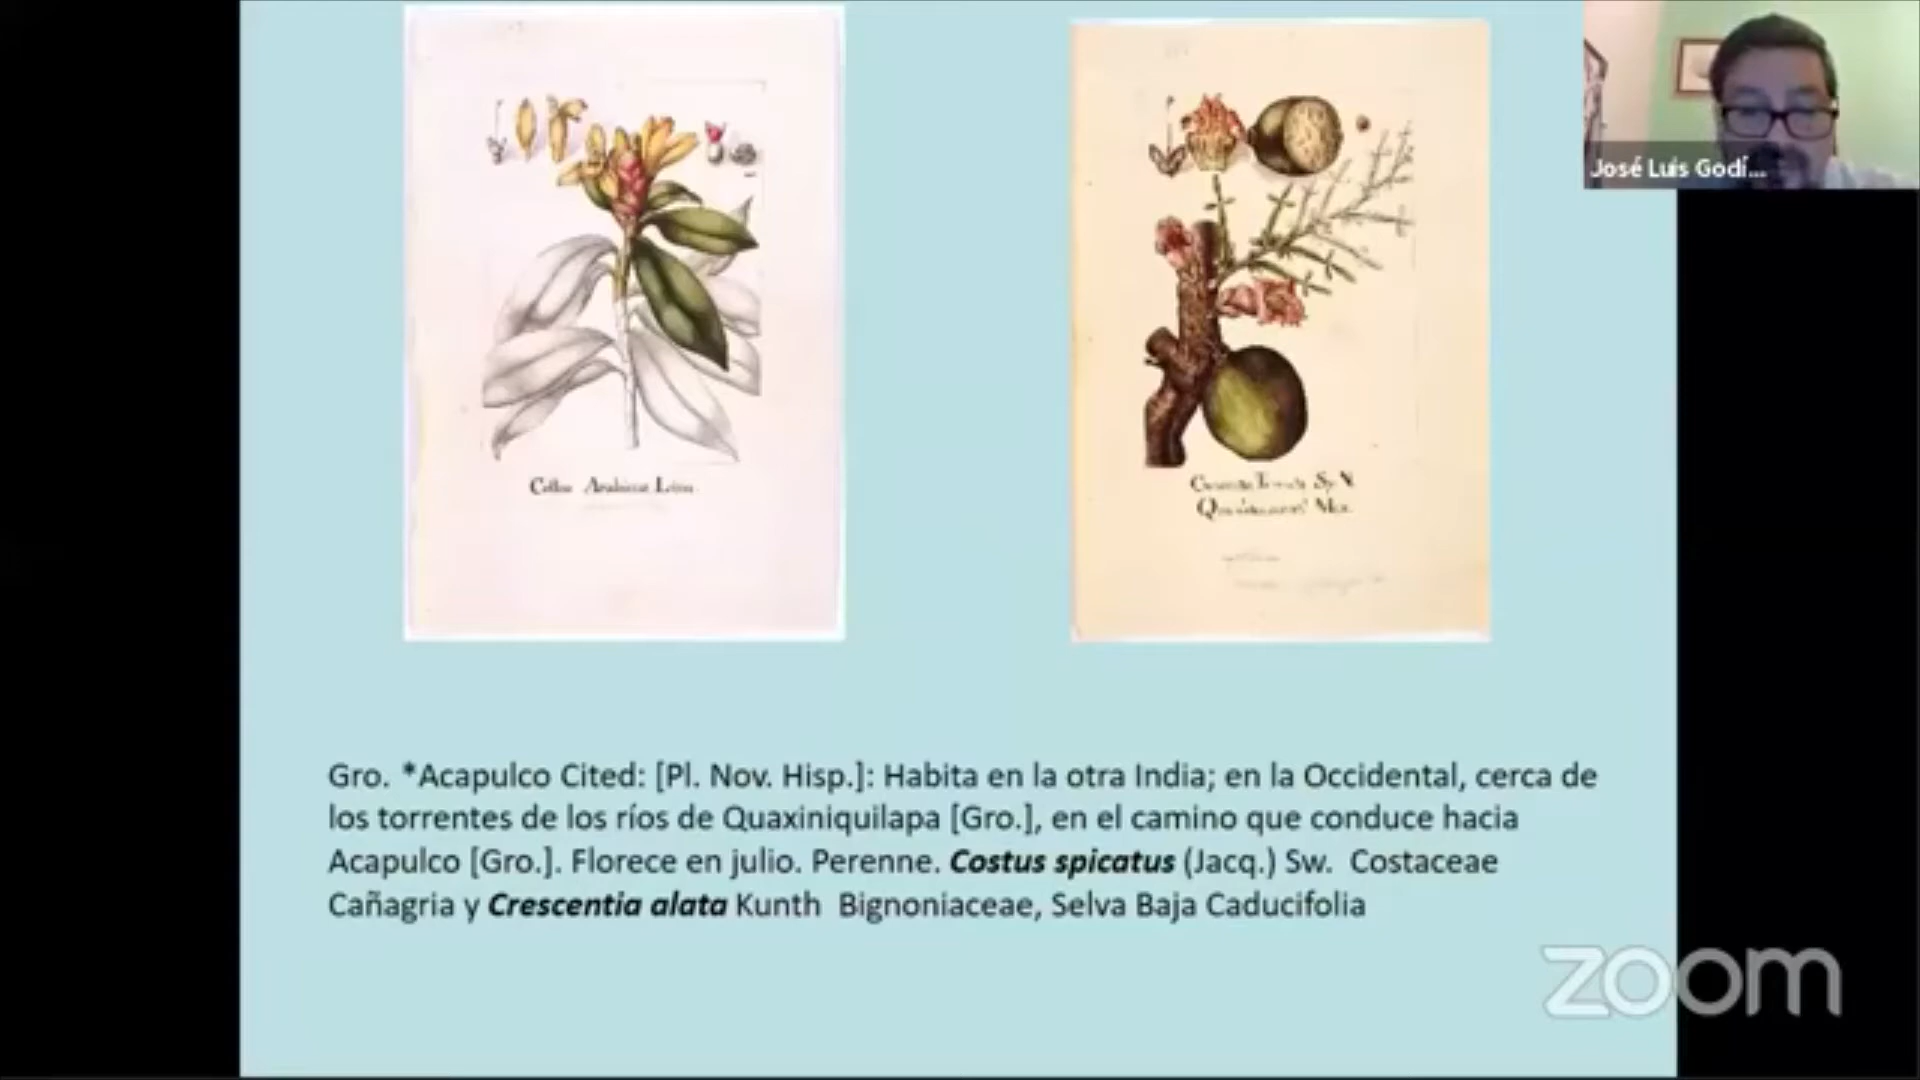 José Luis Godí...
Gro. *Acapulco Cited: [Pl. Nov. Hisp.]: Habita en la otra India; en la Occidental, cerca de
los torrentes de los ríos de Quaxiniquilapa [Gro.], en el camino que conduce hacia
Acapulco [Gro.]. Florece en julio. Perenne. Costus spicatus (Jacq.) Sw. Costaceae
Cañagria y Crescentia alata Kunth Bignoniaceae, Selva Baja Caducifolia
zoom